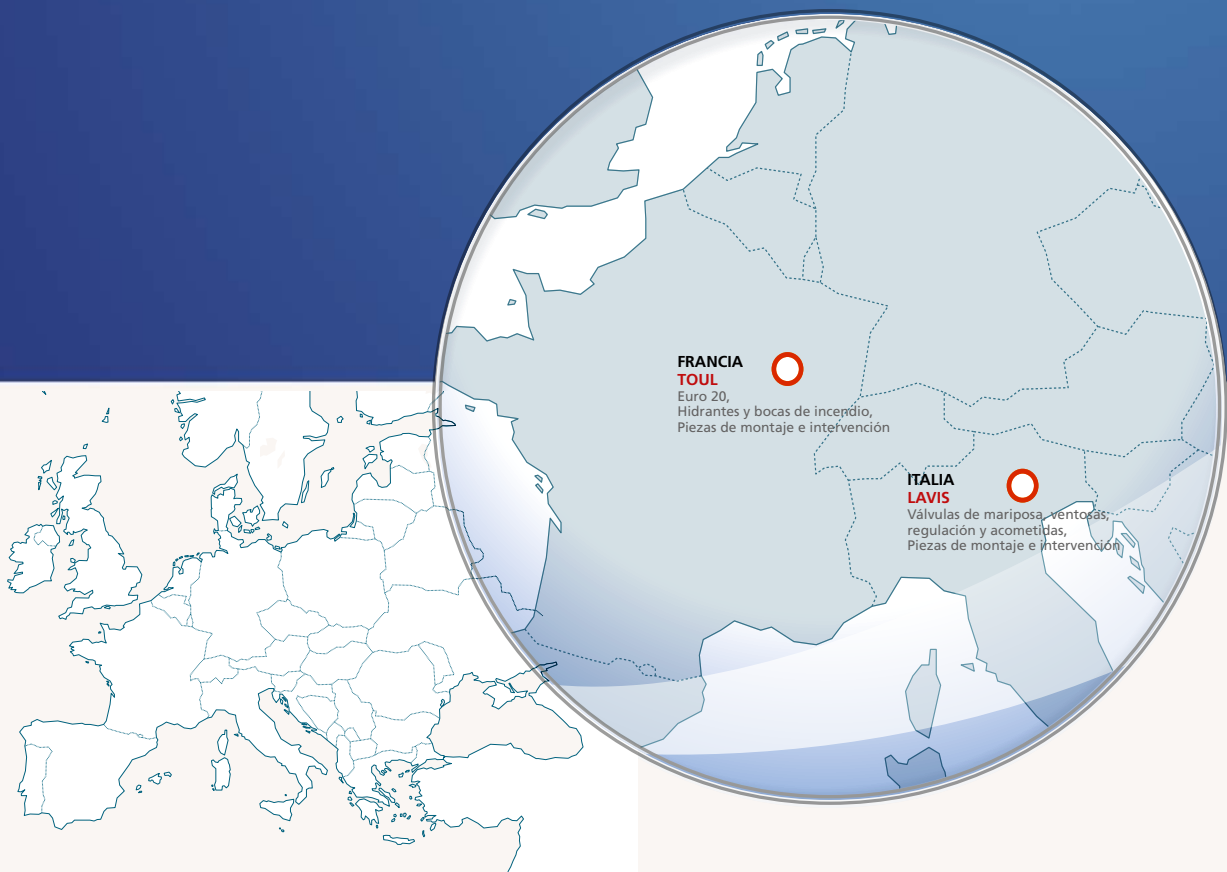 FRANCIA
TOUL
Euro 20,
Hidrantes y bocas de incendio,
Piezas de montaje e intervención
ITALIA
LAVIS
Válvulas de mariposa, ventosas,
regulación y acometidas,
Piezas de montaje e intervención